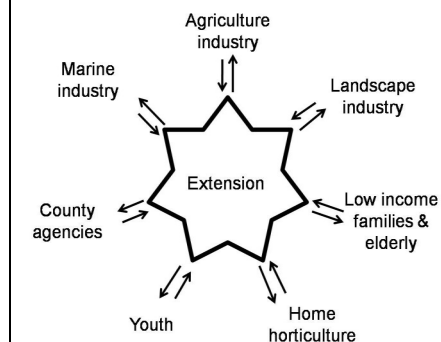 Agriculture
industry
Marine
industry
Landscape
industry
Extension
County
agencies
Low income
families &
elderly
Youth
Home
horticulture